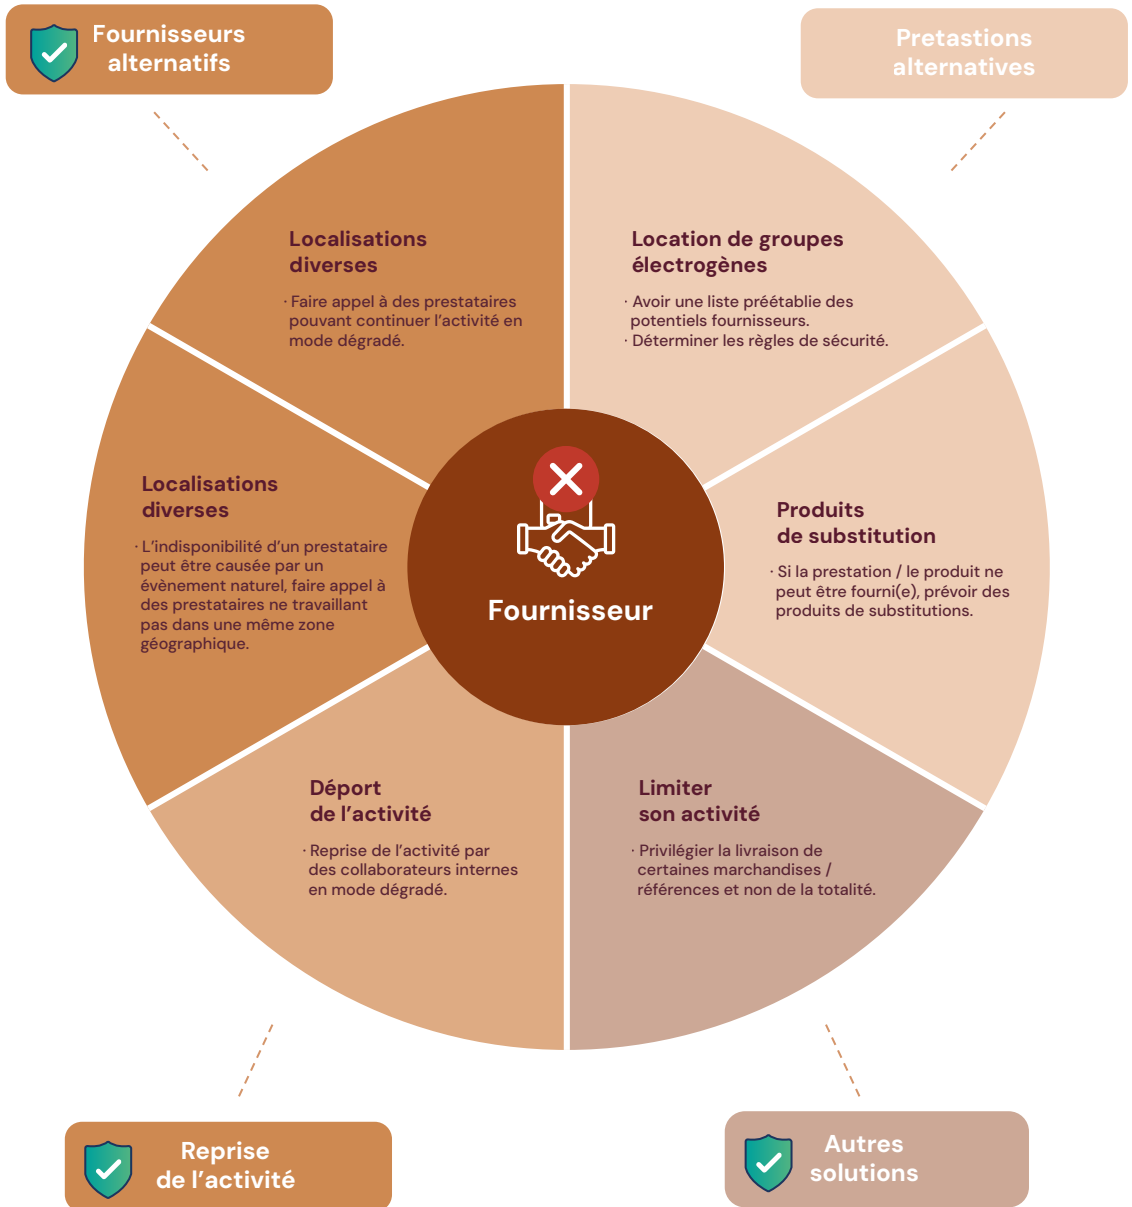 Fournisseurs
alternatifs
Pretastions
alternatives
Localisations
diverses
· Faire appel à des prestataires
pouvant continuer l’activité en
mode dégradé.
Location de groupes
électrogènes
· Avoir une liste préétablie des
potentiels fournisseurs.
· Déterminer les règles de sécurité.
Localisations
diverses
· L’indisponibilité d’un prestataire
peut être causée par un
évènement naturel, faire appel à
des prestataires ne travaillant
pas dans une même zone
géographique.
Fournisseur
Produits
de substitution
· Si la prestation / le produit ne
peut être fourni(e), prévoir des
produits de substitutions.
Déport
de l’activité
· Reprise de l’activité par
des collaborateurs internes
en mode dégradé.
Limiter
son activité
· Privilégier la livraison de
certaines marchandises /
références et non de la totalité.
Reprise
de l’activité
Autres
solutions